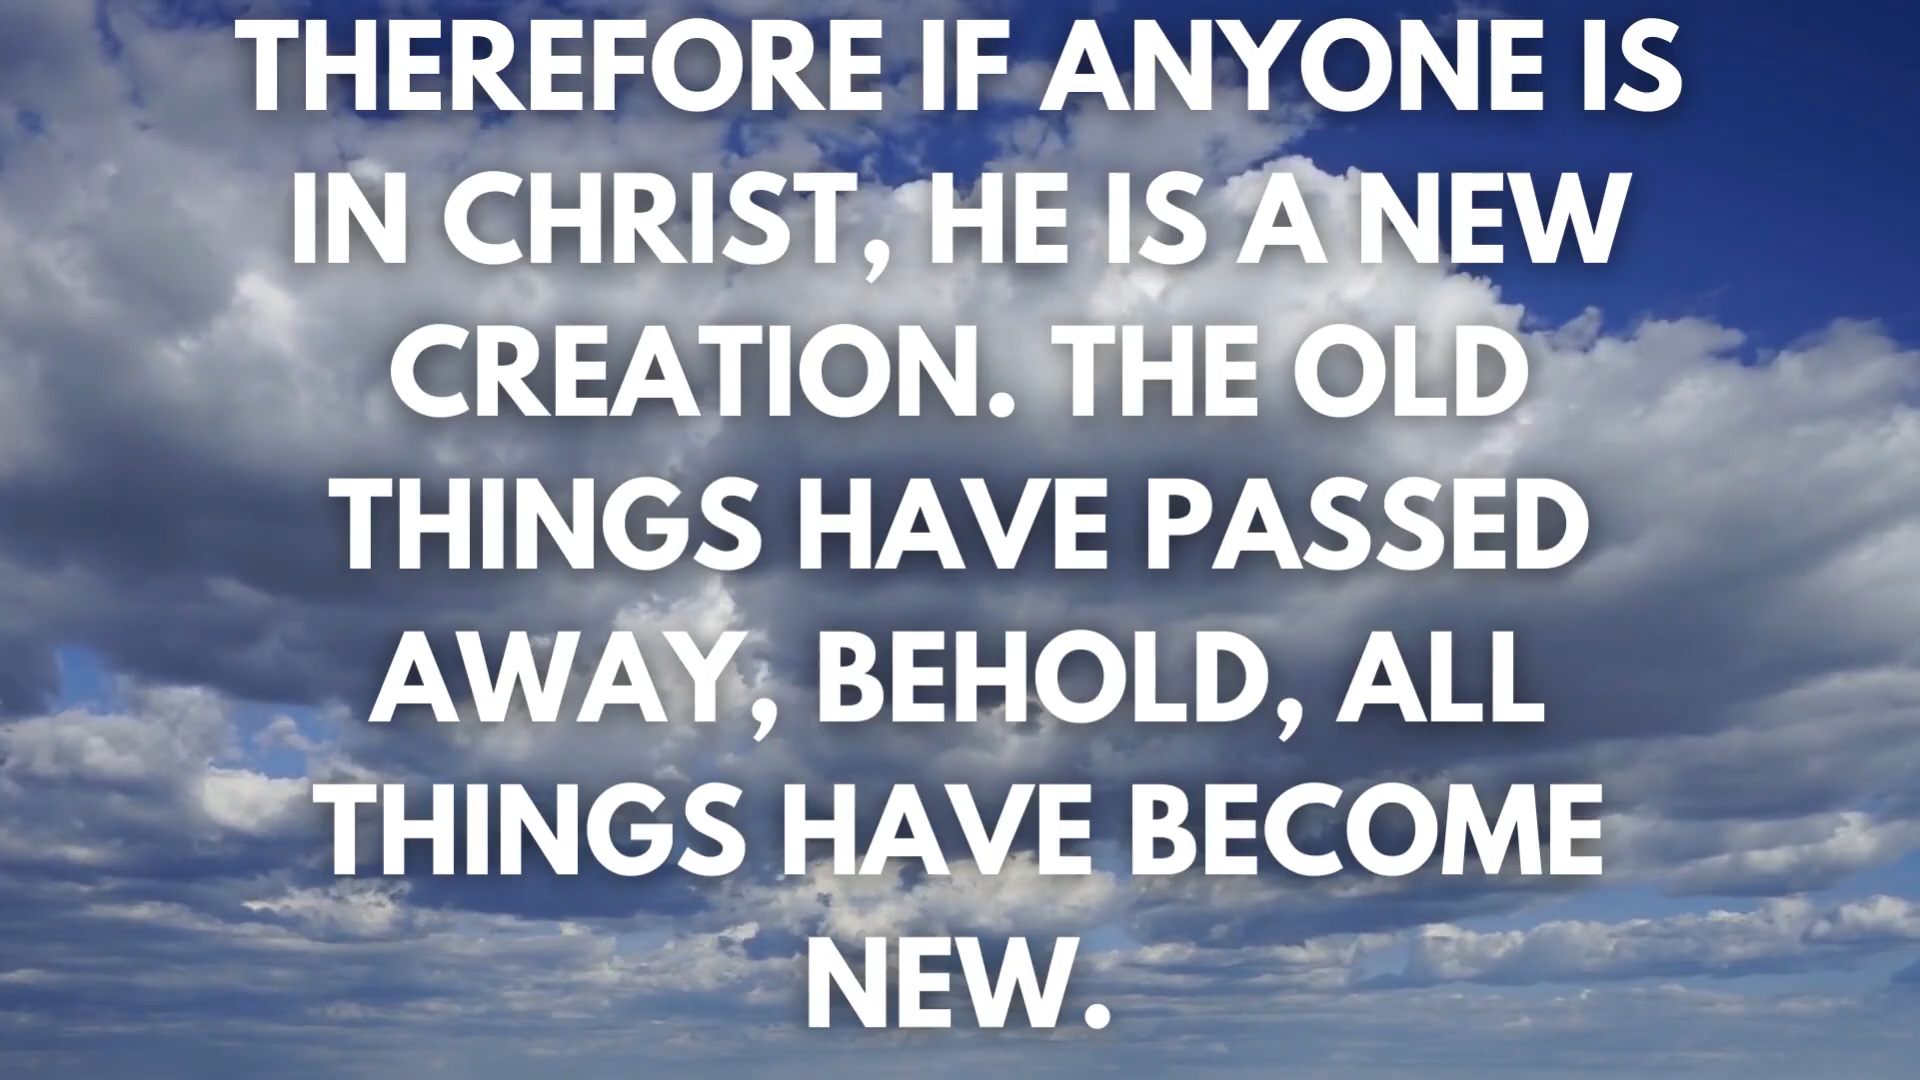 THEREFORE IF ANYONE IS
IN CHRIST, HE IS A NEW
CREATION. THE OLD
THINGS HAVE PASSED
AWAY, BEHOLD, ALL
THINGS HAVE BECOME
NEW.